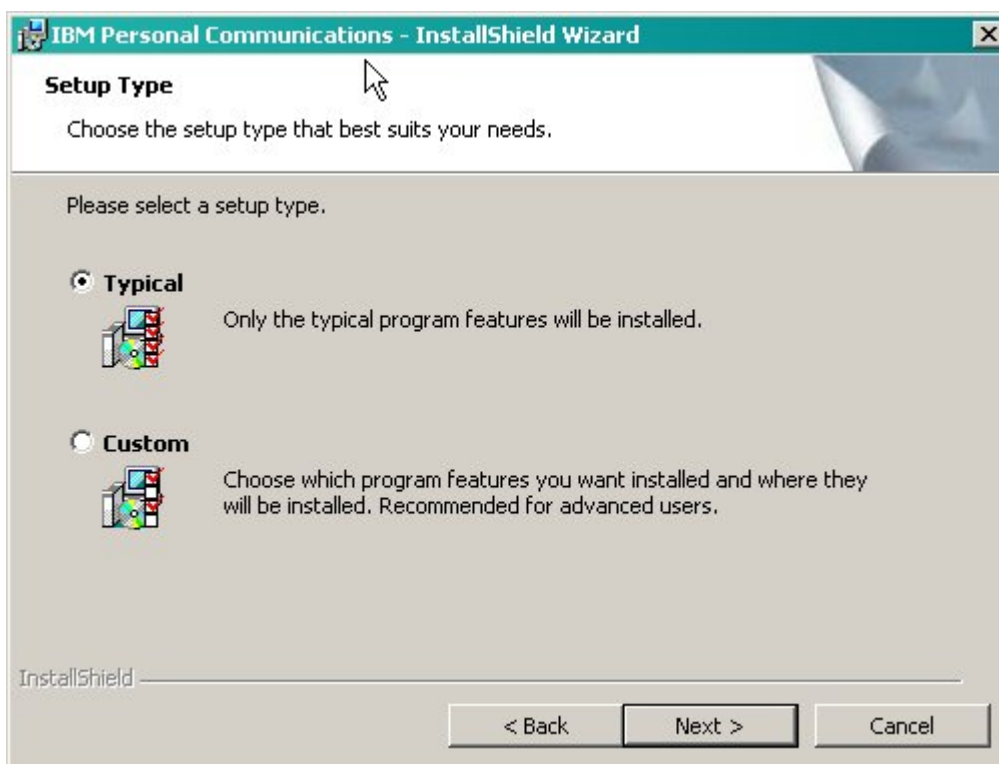 IBM Personal Communications - InstallShield Wizard
Setup Type
Choose the setup type that best suits your needs.
Please select a setup type.
Typical
Only the typical program features will be installed.
Custom
Choose which program features you want installed and where they
will be installed. Recommended for advanced users.
InstallShield
< Back
Next >
Cancel